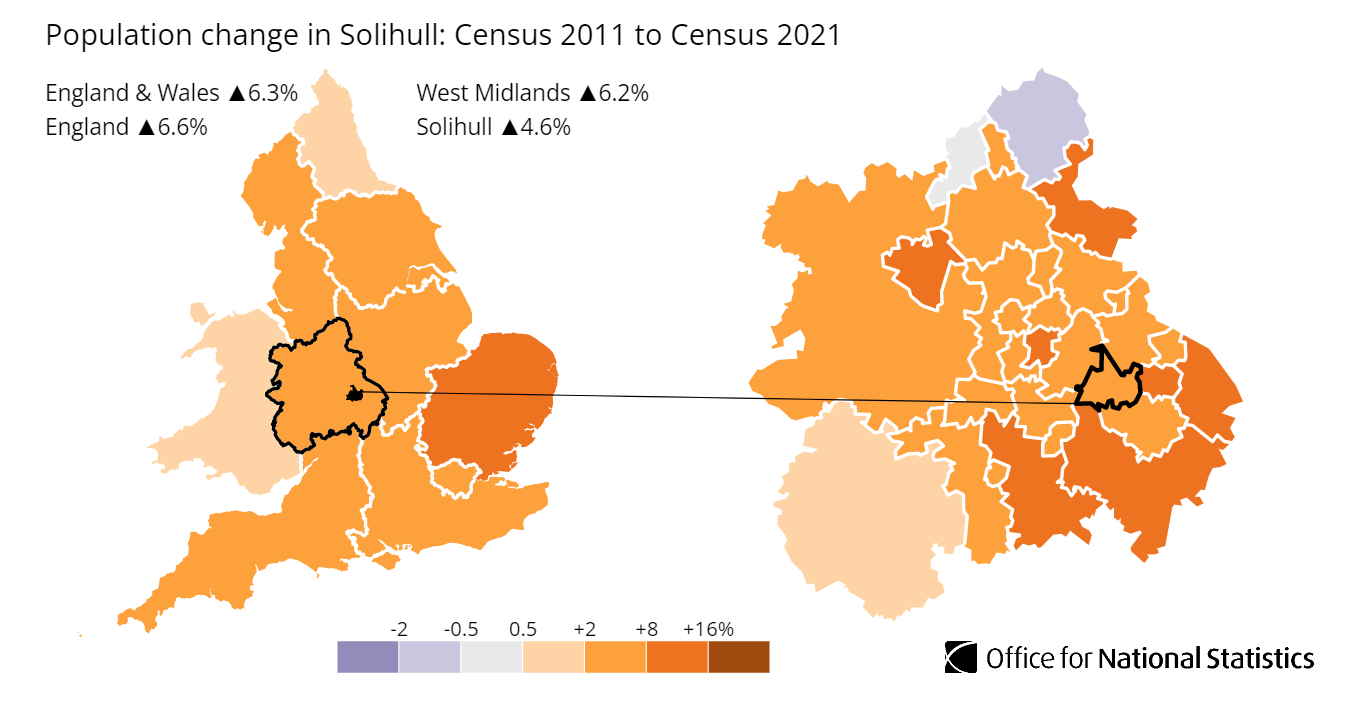 Population change in Solihull: Census 2011 to Census 2021
England & Wales ▲6.3%
West Midlands ▲6.2%
England ▲6.6%
Solihull ▲4.6%
-2 -0.5 0.5 +2 +8 +16%
Office for National Statistics